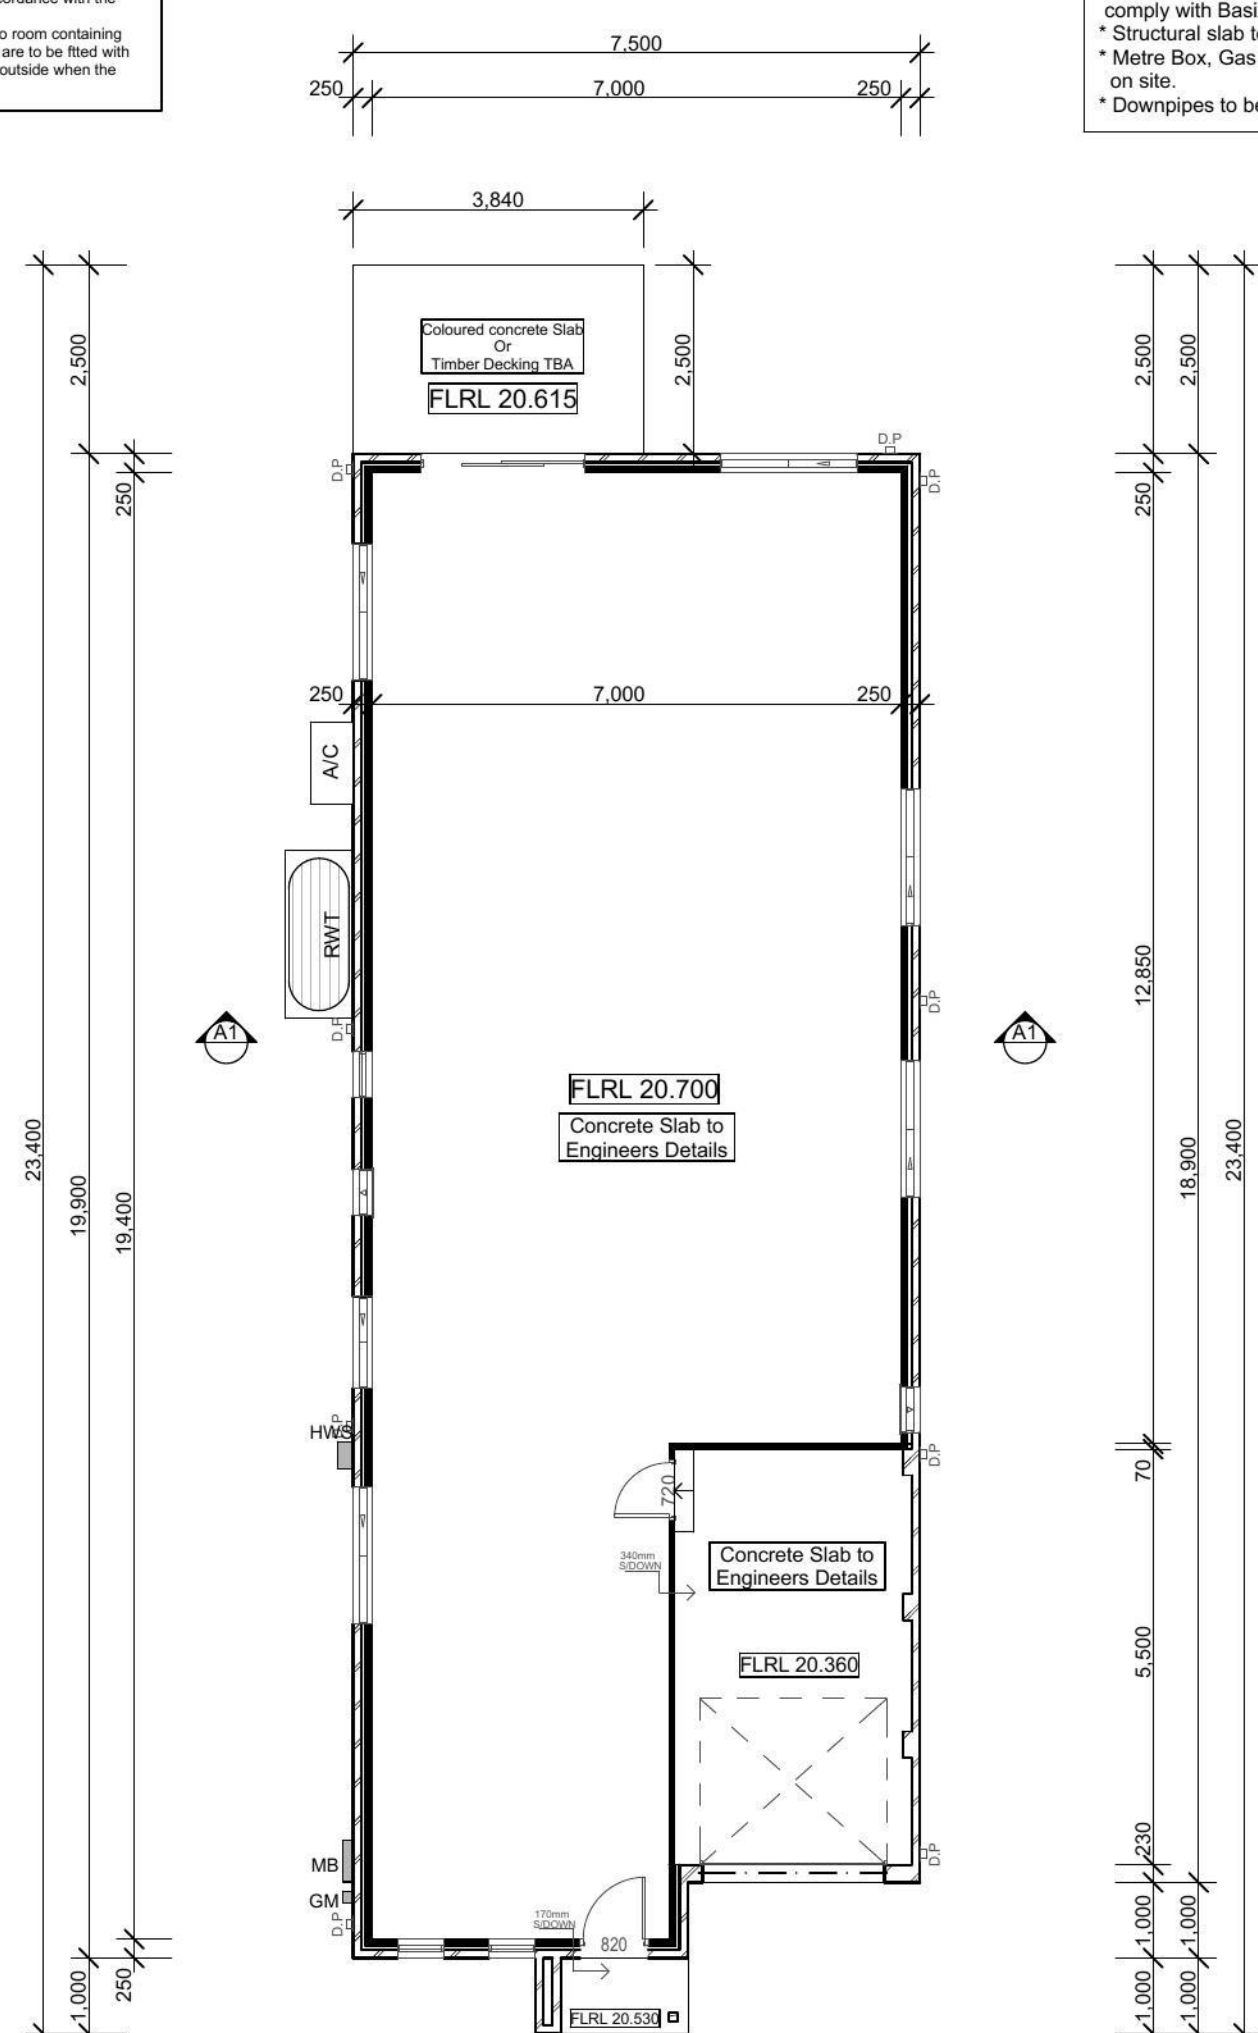 cordance with the
o room containing
are to be ftted with
outside when the
comply with Basi
* Structural slab t
* Metre Box, Gas
on site.
* Downpipes to be
7,500
250
7,000
250
3,840
Coloured concrete Slab
Or
Timber Decking TBA
FLRL 20.615
2,500
2,500
2,500
2,500
D.P
D.P
D.P
250
250
250
7,000
250
A/C
RWT
D.P
D.P
A1
A1
12,850
FLRL 20.700
Concrete Slab to
Engineers Details
23,400
19,900
19,400
18,900
23,400
D.P
HWS
D.P
70
720
340mm
S/DOWN
Concrete Slab to
Engineers Details
5,500
FLRL 20.360
230
D.P
MB
GM
D.P
170mm
S/DOWN
820
1,000
1,000
1,000
250
1,000
1,000
FLRL 20.530